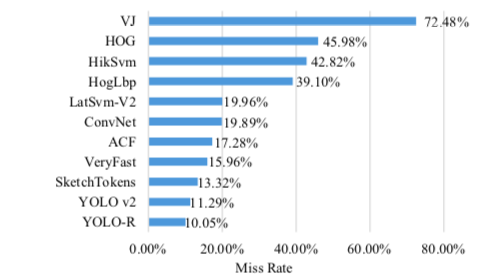 VJ 72.48%
HOG 45.98%
HikSvm 42.82%
HogLbp 39.10%
LatSvm-V2 19.96%
ConvNet 19.89%
ACF 17.28%
VeryFast 15.96%
SketchTokens 13.32%
YOLO v2 11.29%
YOLO-R 10.05%
0.00% 20.00% 40.00% 60.00% 80.00%
Miss Rate